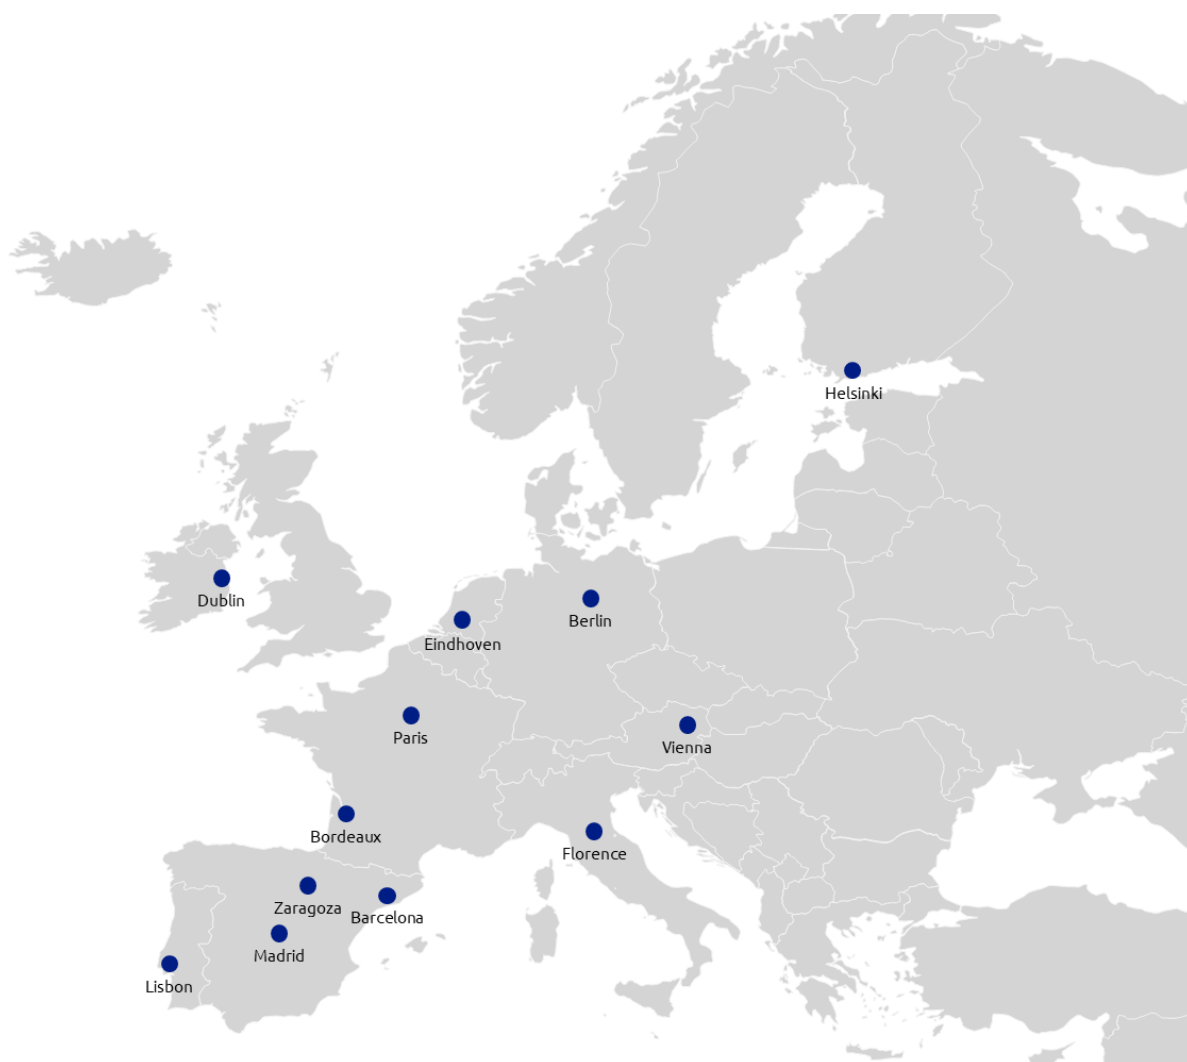 Helsinki
Dublin
Berlin
Eindhoven
Paris
Vienna
Bordeaux
Florence
Zaragoza
Barcelona
Madrid
Lisbon